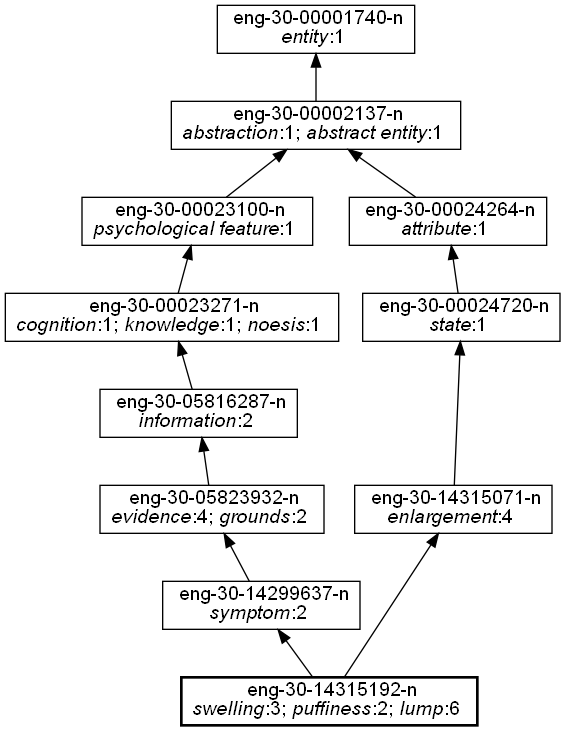 eng-30-00001740-n
entity:1
eng-30-00002137-n
abstraction:1; abstract entity:1
eng-30-00023100-n
psychological feature:1
eng-30-00024264-n
attribute:1
eng-30-00023271-n
cognition:1; knowledge:1; noesis:1
eng-30-00024720-n
state:1
eng-30-05816287-n
information:2
eng-30-05823932-n
evidence:4; grounds:2
eng-30-14315071-n
enlargement:4
eng-30-14299637-n
symptom:2
eng-30-14315192-n
swelling:3; puffiness:2; lump:6